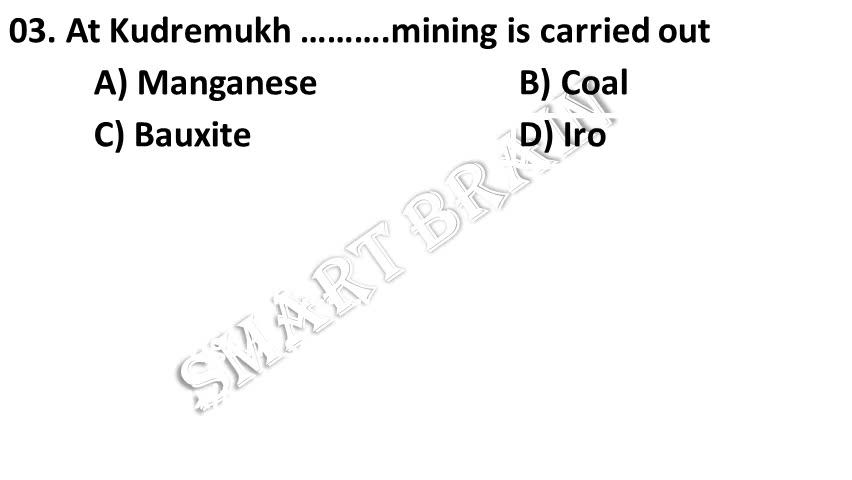 03. At Kudremukh ……….mining is carried out
A) Manganese B) Coal
C) Bauxite D) Iro
SMART BRAIN